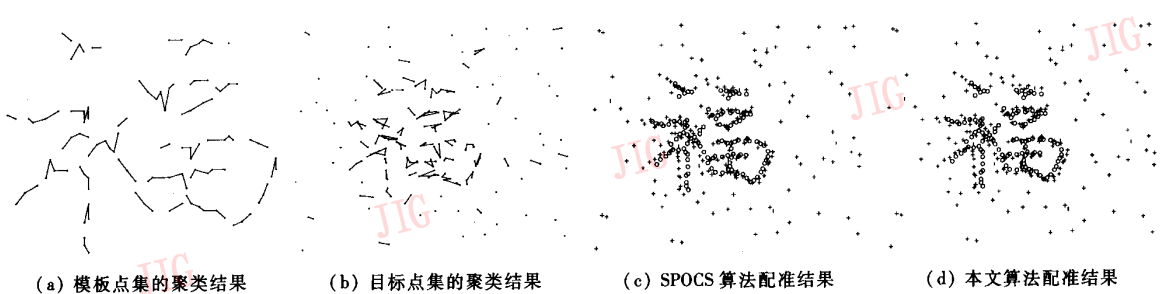 JIG
JIG
JIG
JIG
JIG
(a) 模板点集的聚类结果
(b) 目标点集的聚类结果
(c) SPOCS 算法配准结果
(d) 本文算法配准结果